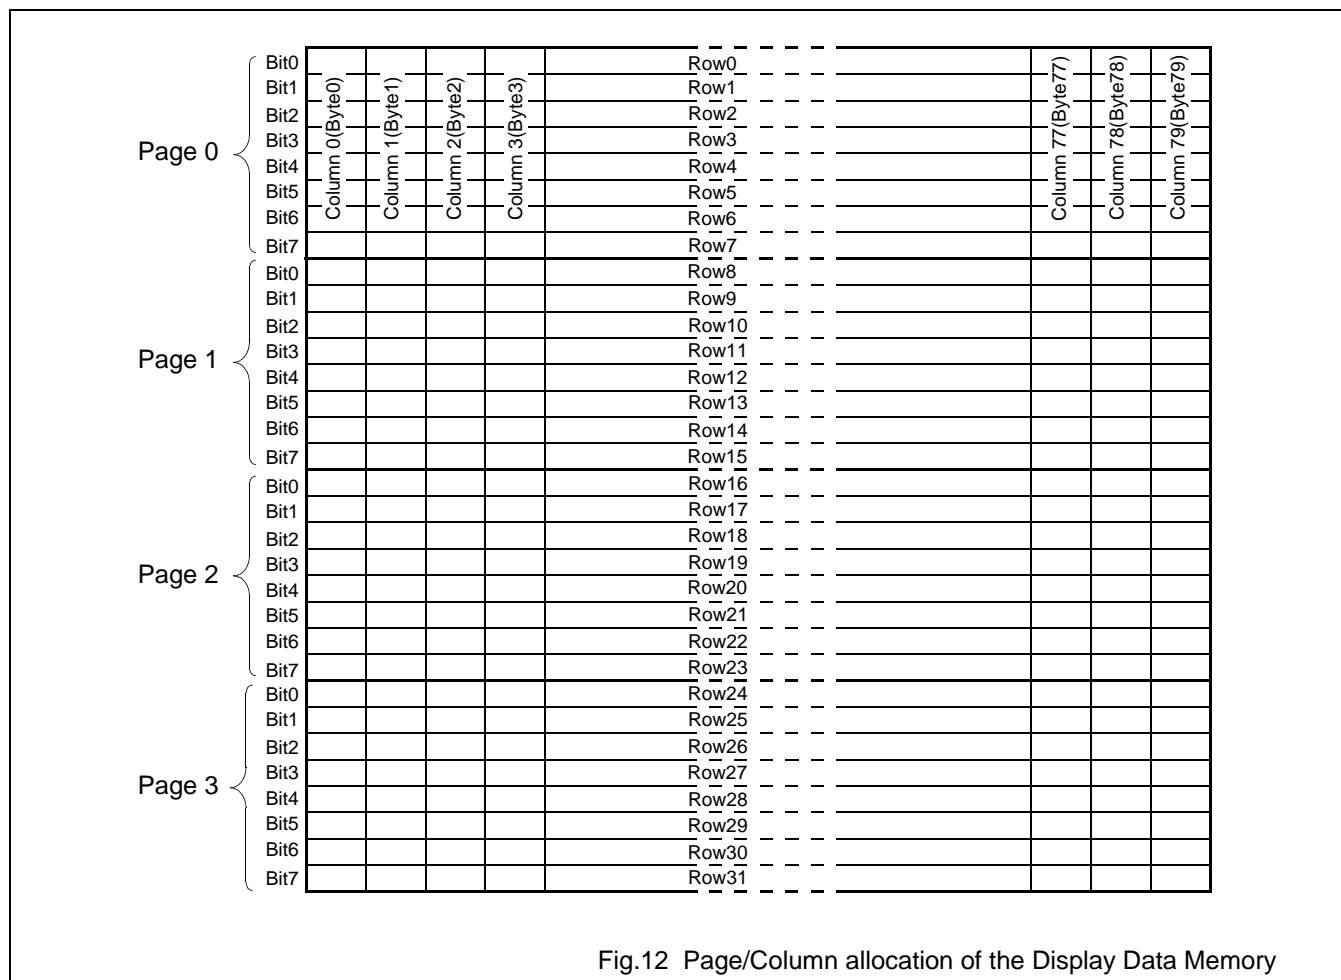 Bit0 Row0
Bit1 Row1
Bit2 Row2
Bit3 Row3
Bit4 Row4
Bit5 Row5
Bit6 Row6
Bit7 Row7
Page 0
Column 0(Byte0)
Column 1(Byte1)
Column 2(Byte2)
Column 3(Byte3)
Column 77(Byte77)
Column 78(Byte78)
Column 79(Byte79)
Bit0 Row8
Bit1 Row9
Bit2 Row10
Bit3 Row11
Bit4 Row12
Bit5 Row13
Bit6 Row14
Bit7 Row15
Page 1
Bit0 Row16
Bit1 Row17
Bit2 Row18
Bit3 Row19
Bit4 Row20
Bit5 Row21
Bit6 Row22
Bit7 Row23
Page 2
Bit0 Row24
Bit1 Row25
Bit2 Row26
Bit3 Row27
Bit4 Row28
Bit5 Row29
Bit6 Row30
Bit7 Row31
Page 3
Fig.12 Page/Column allocation of the Display Data Memory